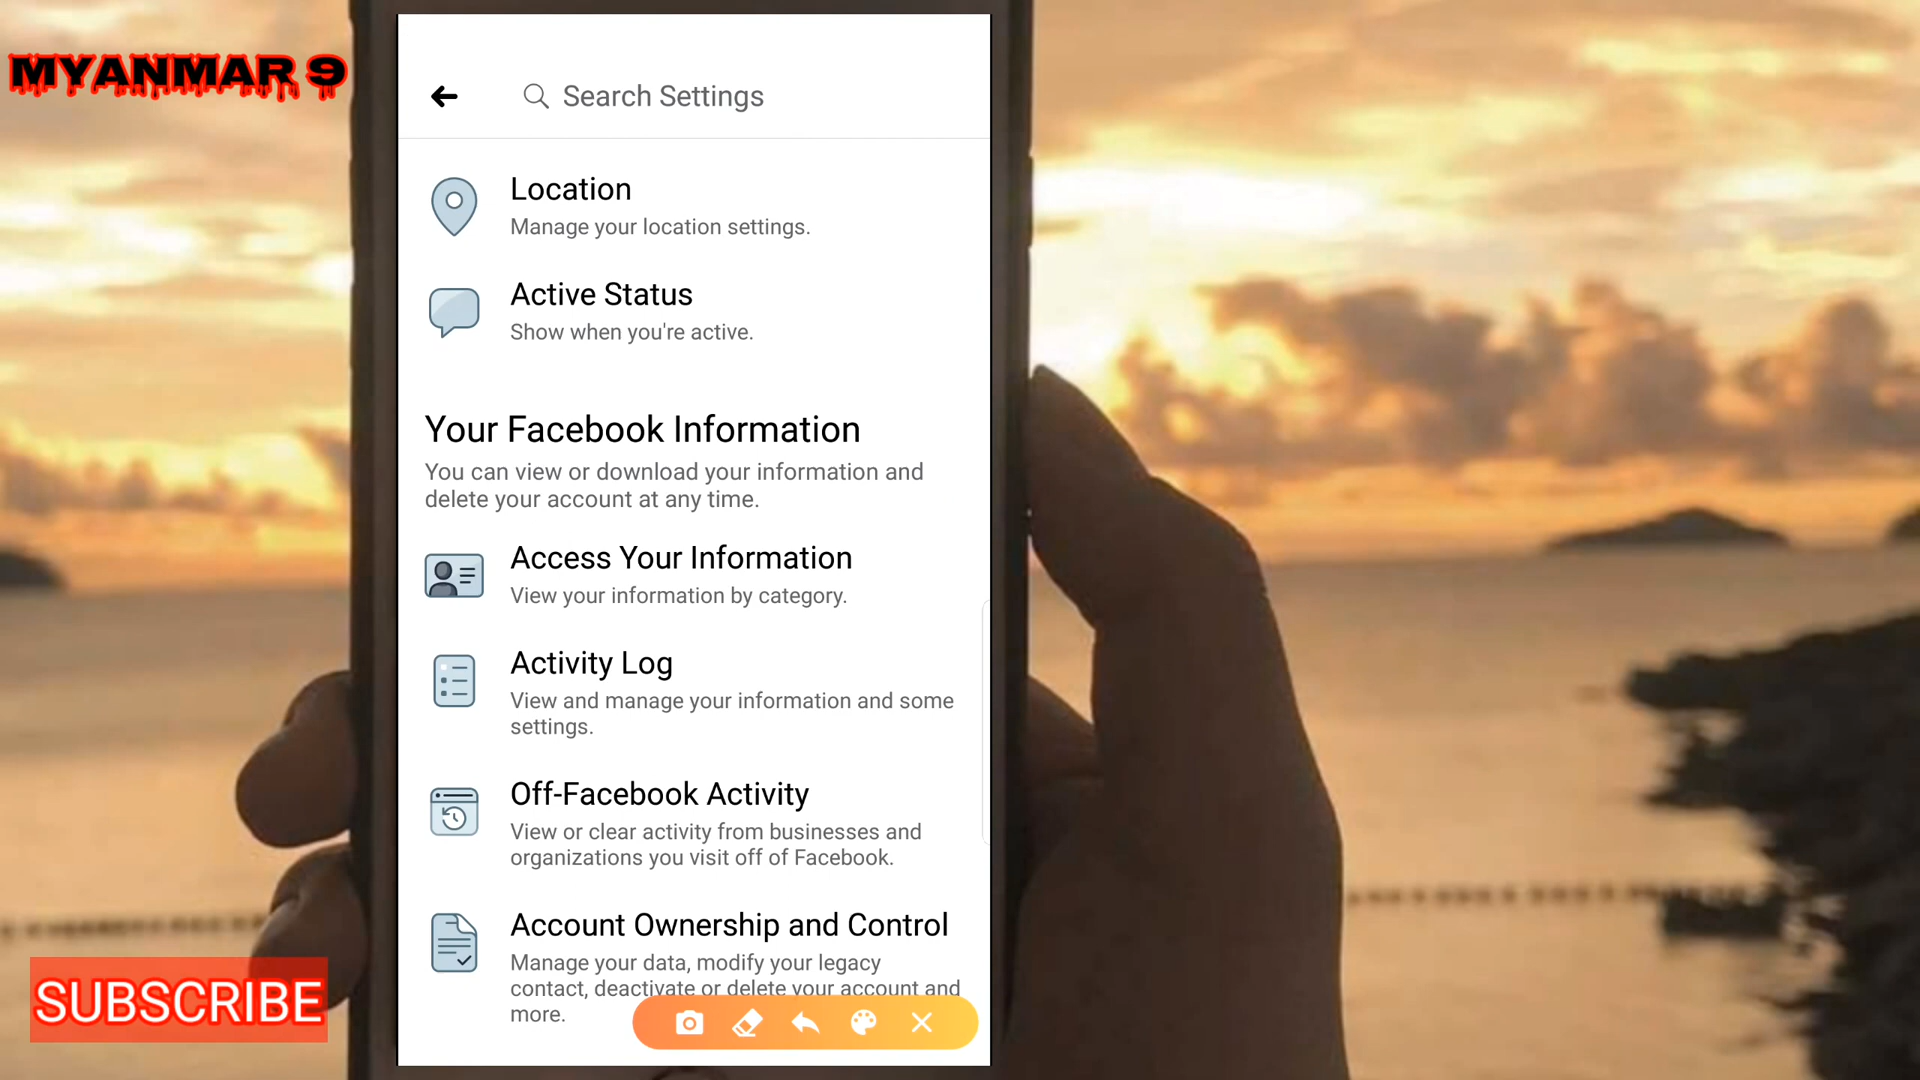 MYANMAR 9
Search Settings
Location
Manage your location settings.
Active Status
Show when you're active.
Your Facebook Information
You can view or download your information and
delete your account at any time.
Access Your Information
View your information by category.
Activity Log
View and manage your information and some
settings.
Off-Facebook Activity
View or clear activity from businesses and
organizations you visit off of Facebook.
Account Ownership and Control
Manage your data, modify your legacy
contact, deactivate or delete your account and
more.
SUBSCRIBE